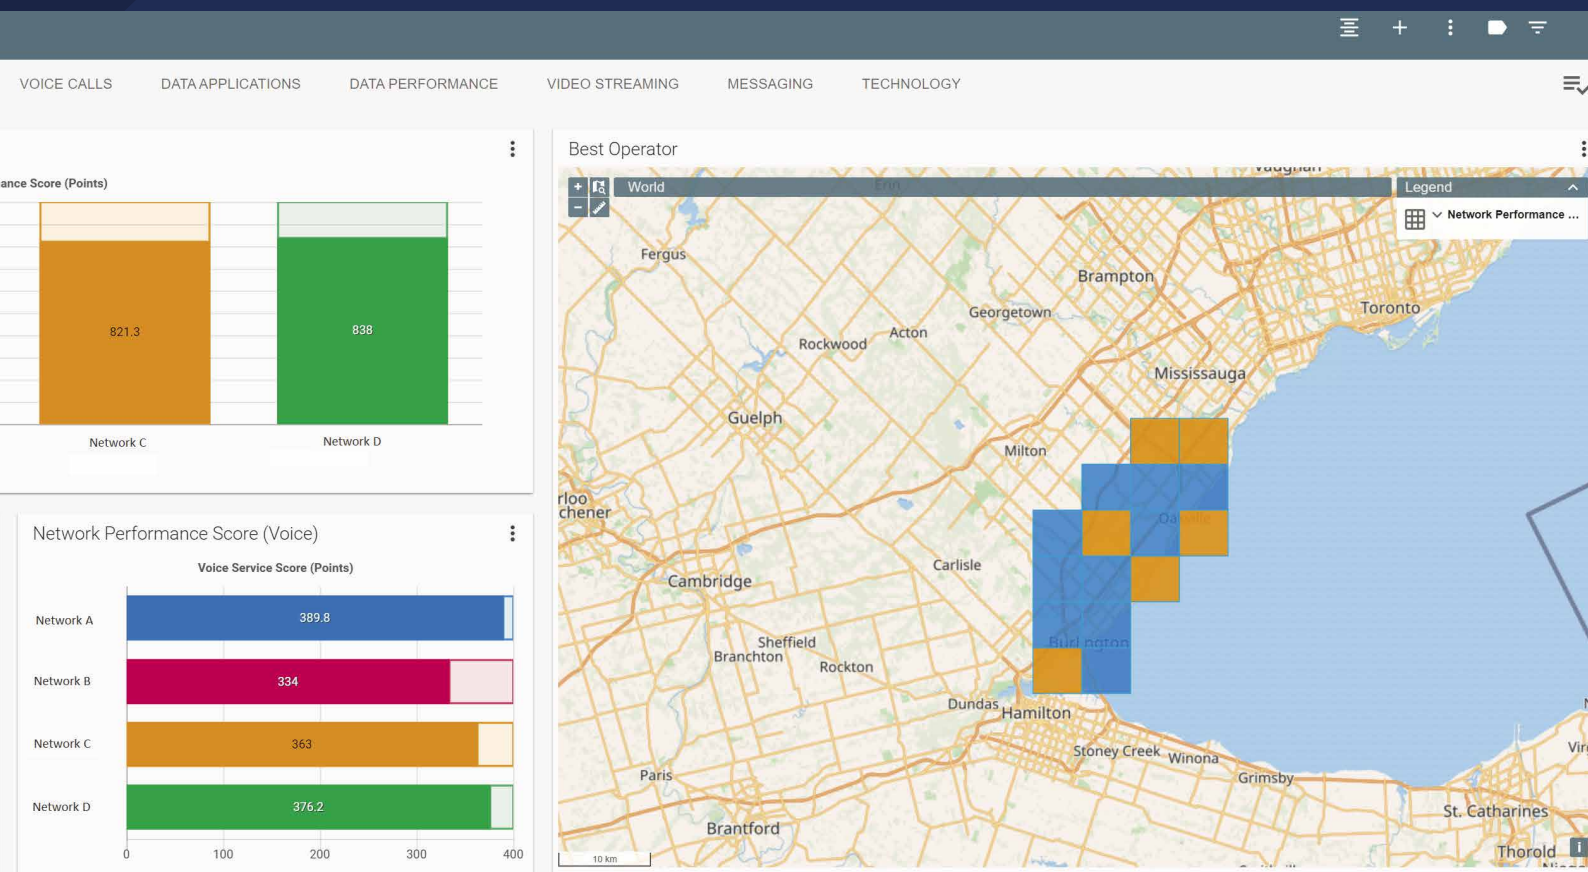 VOICE CALLS DATA APPLICATIONS DATA PERFORMANCE VIDEO STREAMING MESSAGING TECHNOLOGY
ance Score (Points)
821.3
838
Network C
Network D
Network Performance Score (Voice)
Voice Service Score (Points)
Network A
389.8
Network B
334
Network C
363
Network D
376.2
0 100 200 300 400
Best Operator
+
World
Erin
Vaughan
Legend
−
Network Performance ...
Fergus
Brampton
Georgetown
Toronto
Acton
Rockwood
Mississauga
Guelph
Milton
rloo
chener
Oakville
Carlisle
Cambridge
Burlington
Sheffield
Branchton
Rockton
Dundas
Hamilton
Stoney Creek
Winona
Paris
Grimsby
St. Catharines
Brantford
Thorold
10 km
i